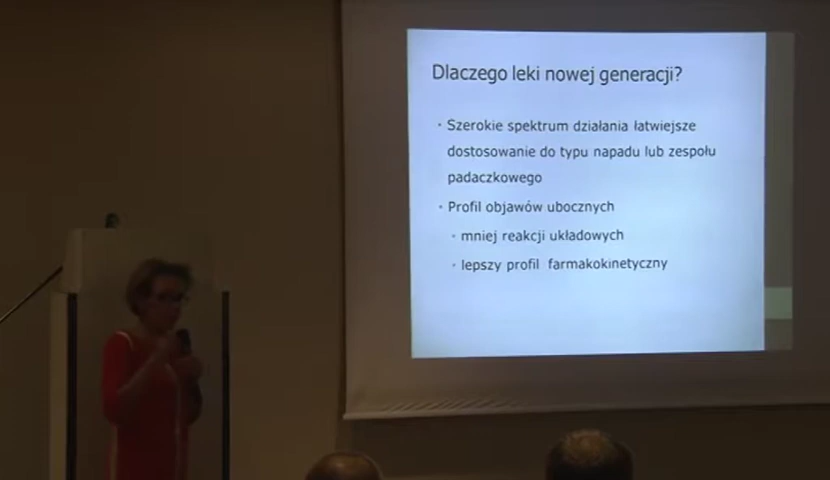 Dlaczego leki nowej generacji?
• Szerokie spektrum działania łatwiejsze
dostosowanie do typu napadu lub zespołu
padaczkowego
• Profil objawów ubocznych
• mniej reakcji układowych
• lepszy profil farmakokinetyczny